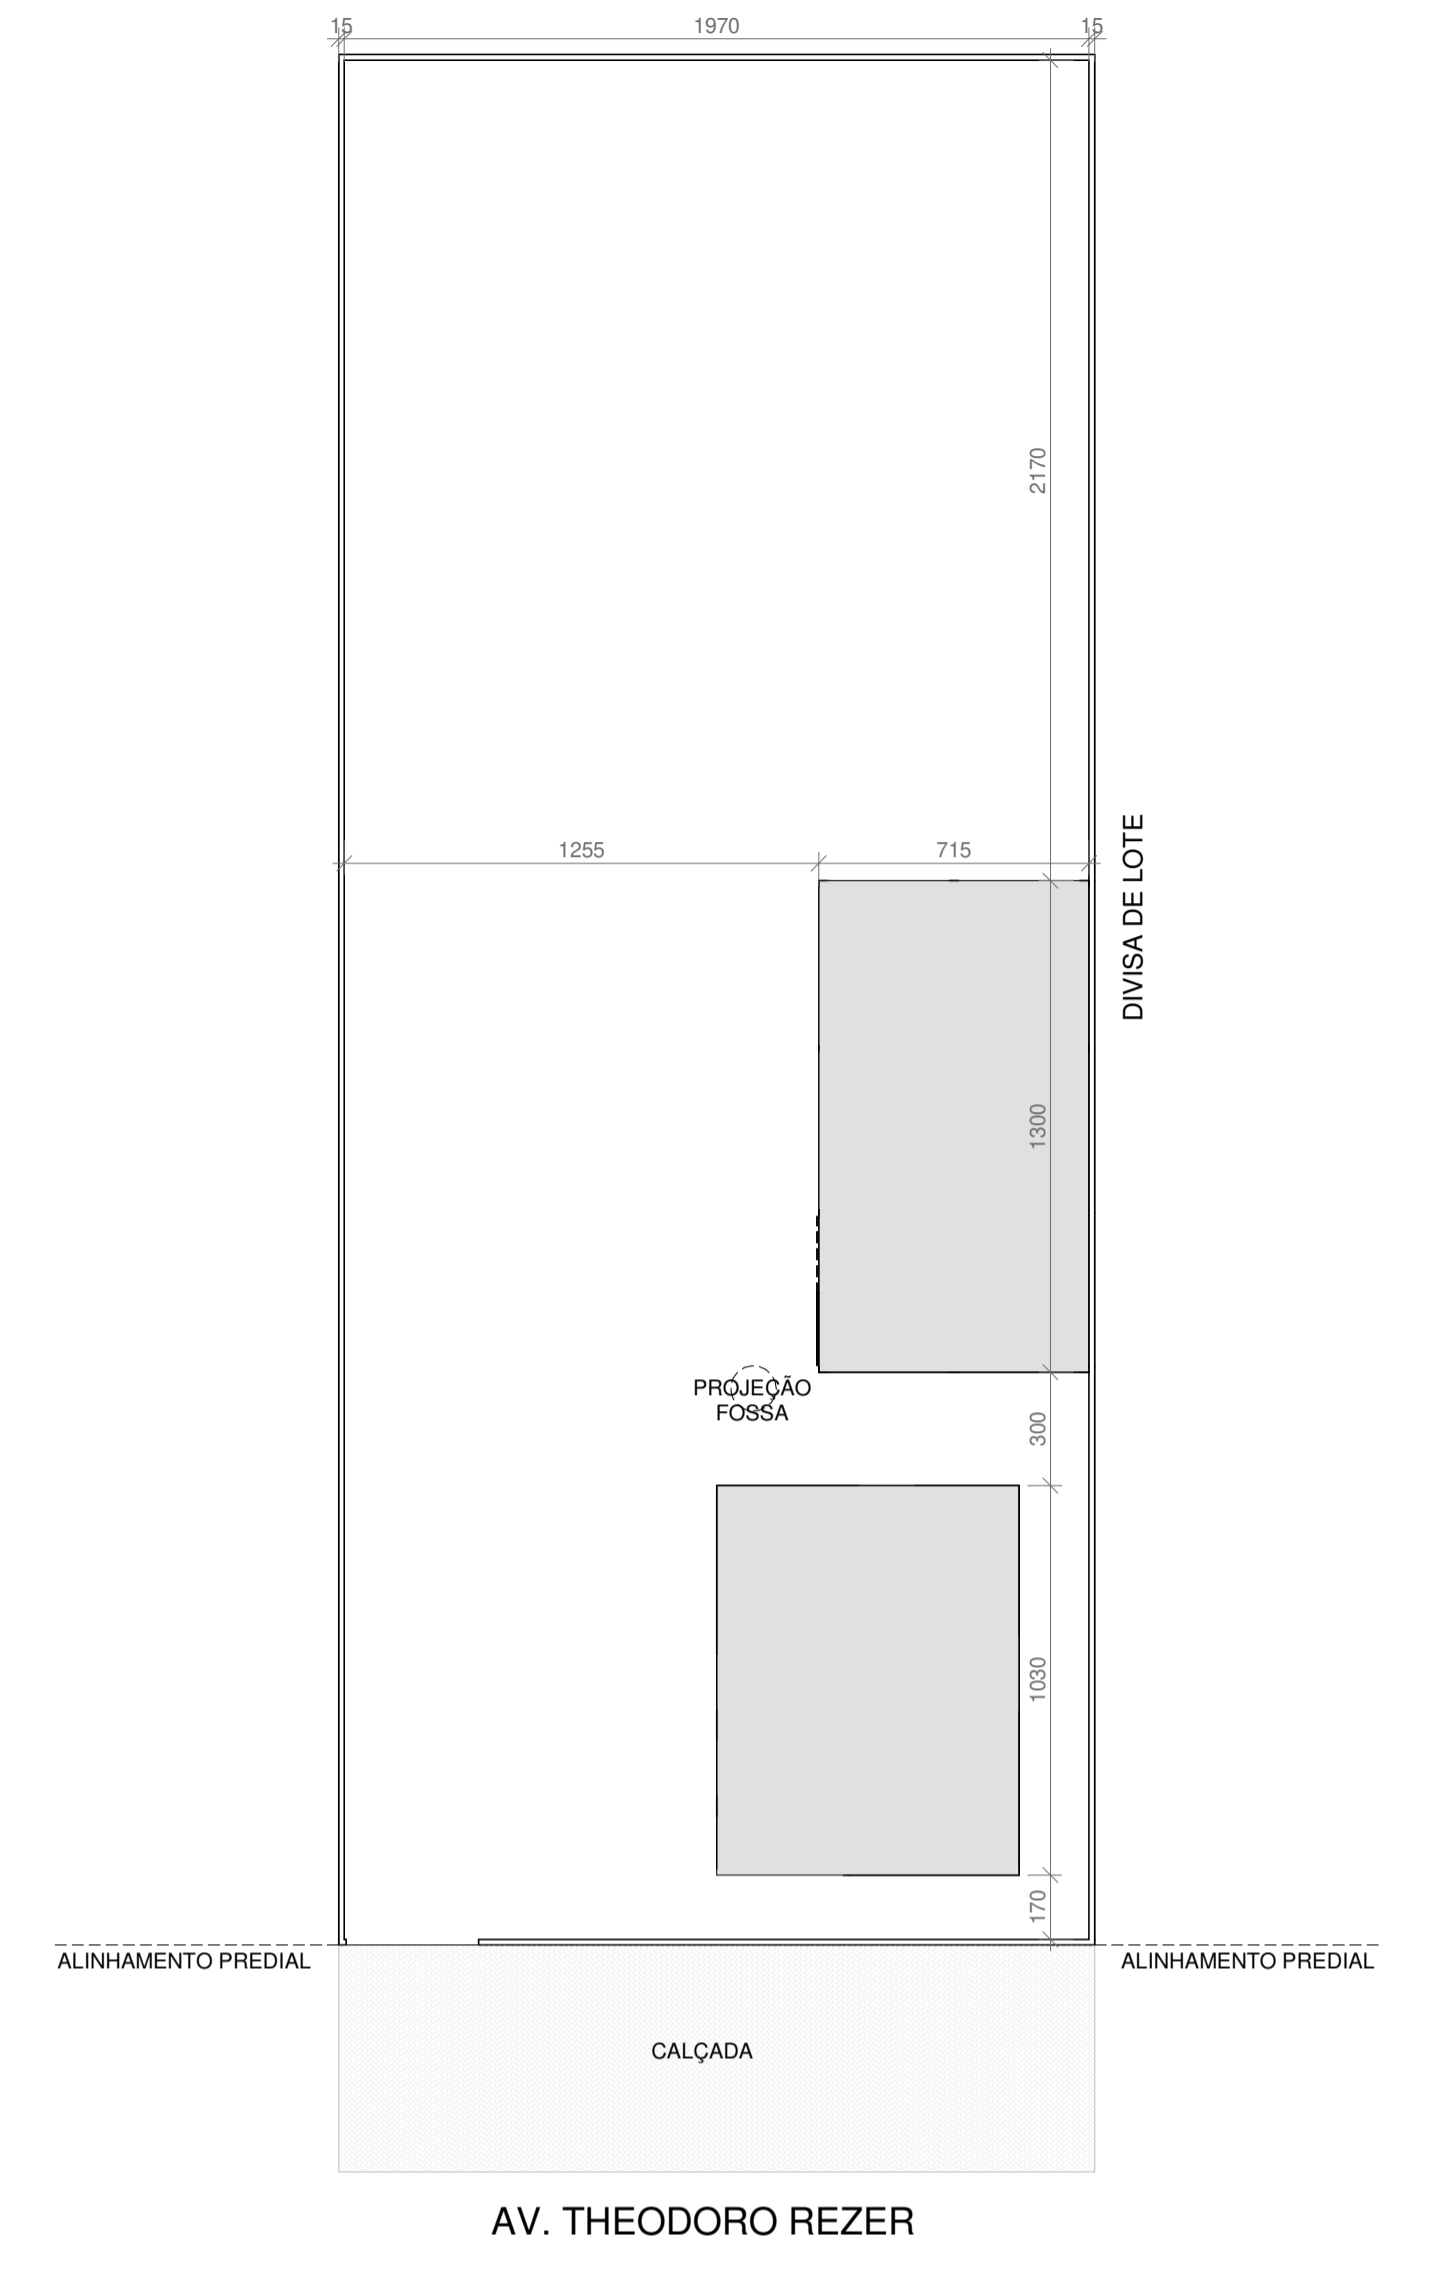 15
1970
15
2170
1255
715
DIVISA DE LOTE
1300
PROJEÇÃO
FOSSA
300
1030
170
ALINHAMENTO PREDIAL
ALINHAMENTO PREDIAL
CALÇADA
AV. THEODORO REZER